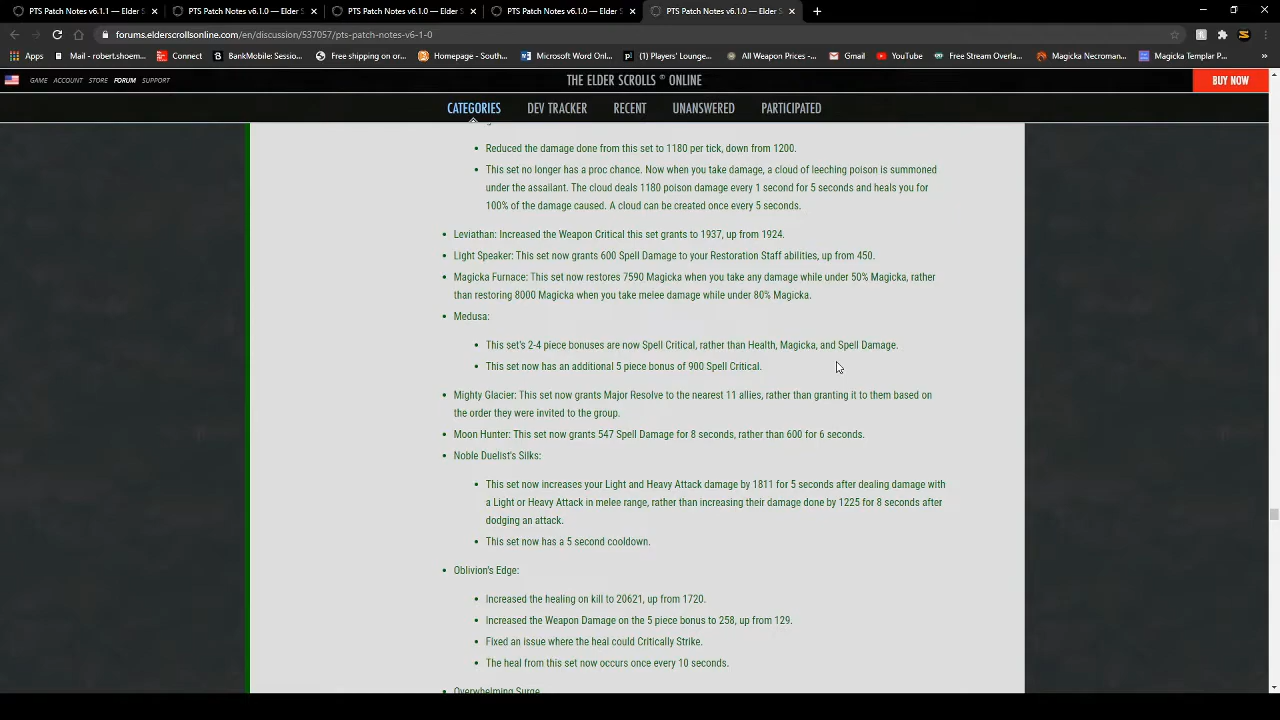 PTS Patch Notes v6.1.1 — Elder S
PTS Patch Notes v6.1.0 — Elder S
PTS Patch Notes v6.1.0 — Elder S
PTS Patch Notes v6.1.0 — Elder S
PTS Patch Notes v6.1.0 — Elder S
forums.elderscrollsonline.com/en/discussion/537057/pts-patch-notes-v6-1-0
Apps
Mail - robert.shoem...
Connect
BankMobile: Sessio...
Free shipping on or...
Homepage - South...
Microsoft Word Onl...
(1) Players' Lounge...
All Weapon Prices -...
Gmail
YouTube
Free Stream Overla...
Magicka Necroman...
Magicka Templar P...
GAME ACCOUNT STORE FORUM SUPPORT
THE ELDER SCROLLS ® ONLINE
BUY NOW
CATEGORIES DEV TRACKER RECENT UNANSWERED PARTICIPATED
• Reduced the damage done from this set to 1180 per tick, down from 1200.
• This set no longer has a proc chance. Now when you take damage, a cloud of leeching poison is summoned
under the assailant. The cloud deals 1180 poison damage every 1 second for 5 seconds and heals you for
100% of the damage caused. A cloud can be created once every 5 seconds.
• Leviathan: Increased the Weapon Critical this set grants to 1937, up from 1924.
• Light Speaker: This set now grants 600 Spell Damage to your Restoration Staff abilities, up from 450.
• Magicka Furnace: This set now restores 7590 Magicka when you take any damage while under 50% Magicka, rather
than restoring 8000 Magicka when you take melee damage while under 80% Magicka.
• Medusa:
• This set's 2-4 piece bonuses are now Spell Critical, rather than Health, Magicka, and Spell Damage.
• This set now has an additional 5 piece bonus of 900 Spell Critical.
• Mighty Glacier: This set now grants Major Resolve to the nearest 11 allies, rather than granting it to them based on
the order they were invited to the group.
• Moon Hunter: This set now grants 547 Spell Damage for 8 seconds, rather than 600 for 6 seconds.
• Noble Duelist's Silks:
• This set now increases your Light and Heavy Attack damage by 1811 for 5 seconds after dealing damage with
a Light or Heavy Attack in melee range, rather than increasing their damage done by 1225 for 8 seconds after
dodging an attack.
• This set now has a 5 second cooldown.
• Oblivion's Edge:
• Increased the healing on kill to 20621, up from 1720.
• Increased the Weapon Damage on the 5 piece bonus to 258, up from 129.
• Fixed an issue where the heal could Critically Strike.
• The heal from this set now occurs once every 10 seconds.
• Overwhelming Surge